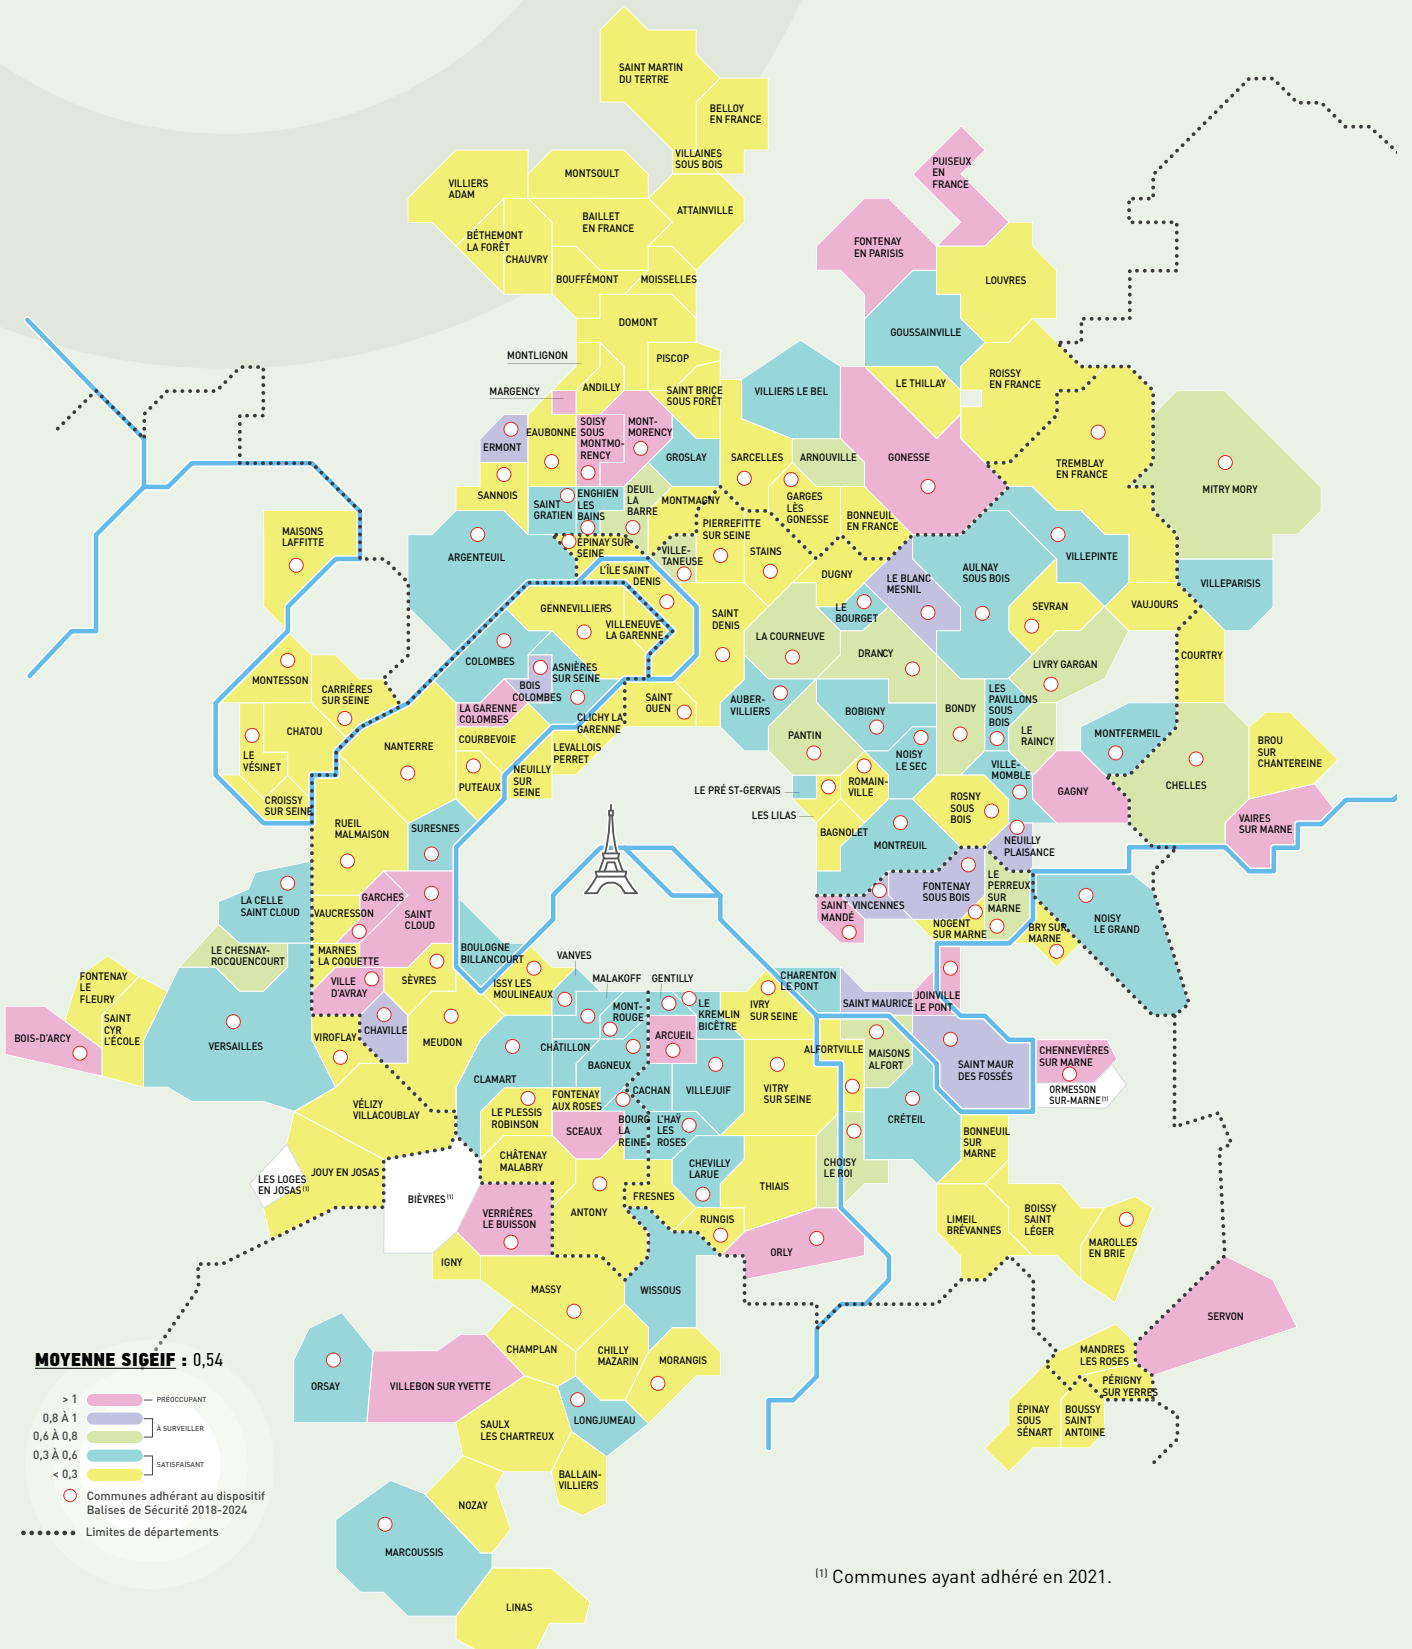 SAINT MARTIN
DU TERTRE
BELLOY
EN FRANCE
VILLAINES
SOUS BOIS
MONTSOULT
VILLIERS
ADAM
ATTAINVILLE
BAILLET
EN FRANCE
BÉTHEMONT
LA FORÊT
CHAUVRY
BOUFFÉMONT
MOISSELLES
PUISEUX
EN
FRANCE
FONTENAY
EN PARISIS
LOUVRES
DOMONT
GOUSSAINVILLE
MONTLIGNON
PISCOP
ROISSY
EN FRANCE
MARGENCY
ANDILLY
SAINT BRICE
SOUS FORÊT
VILLIERS LE BEL
LE THILLAY
SOISY
SOUS
MONTMO-
RENCY
MONT-
MORENCY
ERMONT
EAUBONNE
GROSLAY
SARCELLES
ARNOUVILLE
GONESSE
TREMBLAY
EN FRANCE
MITRY MORY
SANNOIS
SAINT
GRATIEN
ENGHIEN
LES
BAINS
DEUIL
LA
BARRE
MONTMAGNY
GARGES
LÈS
GONESSE
BONNEUIL
EN FRANCE
MAISONS
LAFFITTE
ARGENTEUIL
EPINAY SUR
SEINE
PIERREFITTE
SUR SEINE
VILLE-
TANEUSE
STAINS
VILLEPINTE
L'ÎLE SAINT
DENIS
DUGNY
LE BLANC
MESNIL
AULNAY
SOUS BOIS
VILLEPARISIS
GENNEVILLIERS
VILLENEUVE
LA GARENNE
SAINT
DENIS
LE
BOURGET
SEVRAN
VAUJOURS
LA COURNEUVE
DRANCY
LIVRY GARGAN
COURTRY
COLOMBES
ASNIÈRES
SUR SEINE
BOIS
COLOMBES
MONTESSON
CARRIÈRES
SUR SEINE
LA GARENNE
COLOMBES
SAINT
OUEN
AUBER-
VILLIERS
BOBIGNY
BONDY
LES
PAVILLONS
SOUS
BOIS
CLICHY LA
GARENNE
CHATOU
NANTERRE
COURBEVOIE
LEVALLOIS
PERRET
PANTIN
NOISY
LE SEC
LE
RAINCY
MONTFERMEIL
BROU
SUR
CHANTEREINE
LE
VÉSINET
PUTEAUX
NEUILLY
SUR
SEINE
LE PRÉ ST-GERVAIS
ROMAIN-
VILLE
VILLE-
MOMBLE
GAGNY
CHELLES
CROISSY
SUR SEINE
LES LILAS
ROSNY
SOUS
BOIS
VAIRES
SUR MARNE
RUEIL
MALMAISON
SURESNES
BAGNOLET
MONTREUIL
NEUILLY
PLAISANCE
LA CELLE
SAINT CLOUD
GARCHES
FONTENAY
SOUS BOIS
LE
PERREUX
SUR
MARNE
VAUCRESSON
SAINT
CLOUD
SAINT
MANDÉ
VINCENNES
NOISY
LE GRAND
NOGENT
SUR MARNE
BRY SUR
MARNE
LE CHESNAY-
ROCQUENCOURT
MARNES
LA COQUETTE
BOULOGNE
BILLANCOURT
VANVES
FONTENAY
LE
FLEURY
VILLE
D'AVRAY
SÈVRES
ISSY LES
MOULINEAUX
MALAKOFF
GENTILLY
CHARENTON
LE PONT
JOINVILLE
LE PONT
SAINT MAURICE
SAINT
CYR
L'ÉCOLE
MONT-
ROUGE
LE
KREMLIN
BICÊTRE
IVRY
SUR SEINE
BOIS-D'ARCY
VERSAILLES
VIROFLAY
CHAVILLE
MEUDON
CHÂTILLON
ARCUEIL
ALFORTVILLE
MAISONS
ALFORT
CHENNEVIÈRES
SUR MARNE
CLAMART
BAGNEUX
SAINT MAUR
DES FOSSÉS
ORMESSON
SUR-MARNE(1)
CACHAN
VILLEJUIF
VITRY
SUR SEINE
VÉLIZY
VILLACOUBLAY
FONTENAY
AUX ROSES
LE PLESSIS
ROBINSON
CRÉTEIL
SCEAUX
BOURG
LA
REINE
L'HAŸ
LES
ROSES
BONNEUIL
SUR
MARNE
CHÂTENAY
MALABRY
CHEVILLY
LARUE
CHOISY
LE ROI
LES LOGES
EN JOSAS(1)
JOUY EN JOSAS
BIÈVRES(1)
THIAIS
FRESNES
VERRIÈRES
LE BUISSON
ANTONY
RUNGIS
LIMEIL
BRÉVANNES
BOISSY
SAINT
LÉGER
MAROLLES
EN BRIE
IGNY
ORLY
MASSY
WISSOUS
SERVON
CHAMPLAN
CHILLY
MAZARIN
MORANGIS
MANDRES
LES ROSES
PÉRIGNY
SUR YERRES
ORSAY
VILLEBON SUR YVETTE
LONGJUMEAU
SAULX
LES CHARTREUX
ÉPINAY
SOUS
SÉNART
BOUSSY
SAINT
ANTOINE
BALLAIN-
VILLIERS
NOZAY
MARCOUSSIS
LINAS
MOYENNE SIGEIF : 0,54
> 1 PRÉOCCUPANT
0,8 À 1
À SURVEILLER
0,6 À 0,8
0,3 À 0,6
SATISFAISANT
< 0,3
Communes adhérant au dispositif
Balises de Sécurité 2018-2024
Limites de départements
(1) Communes ayant adhéré en 2021.